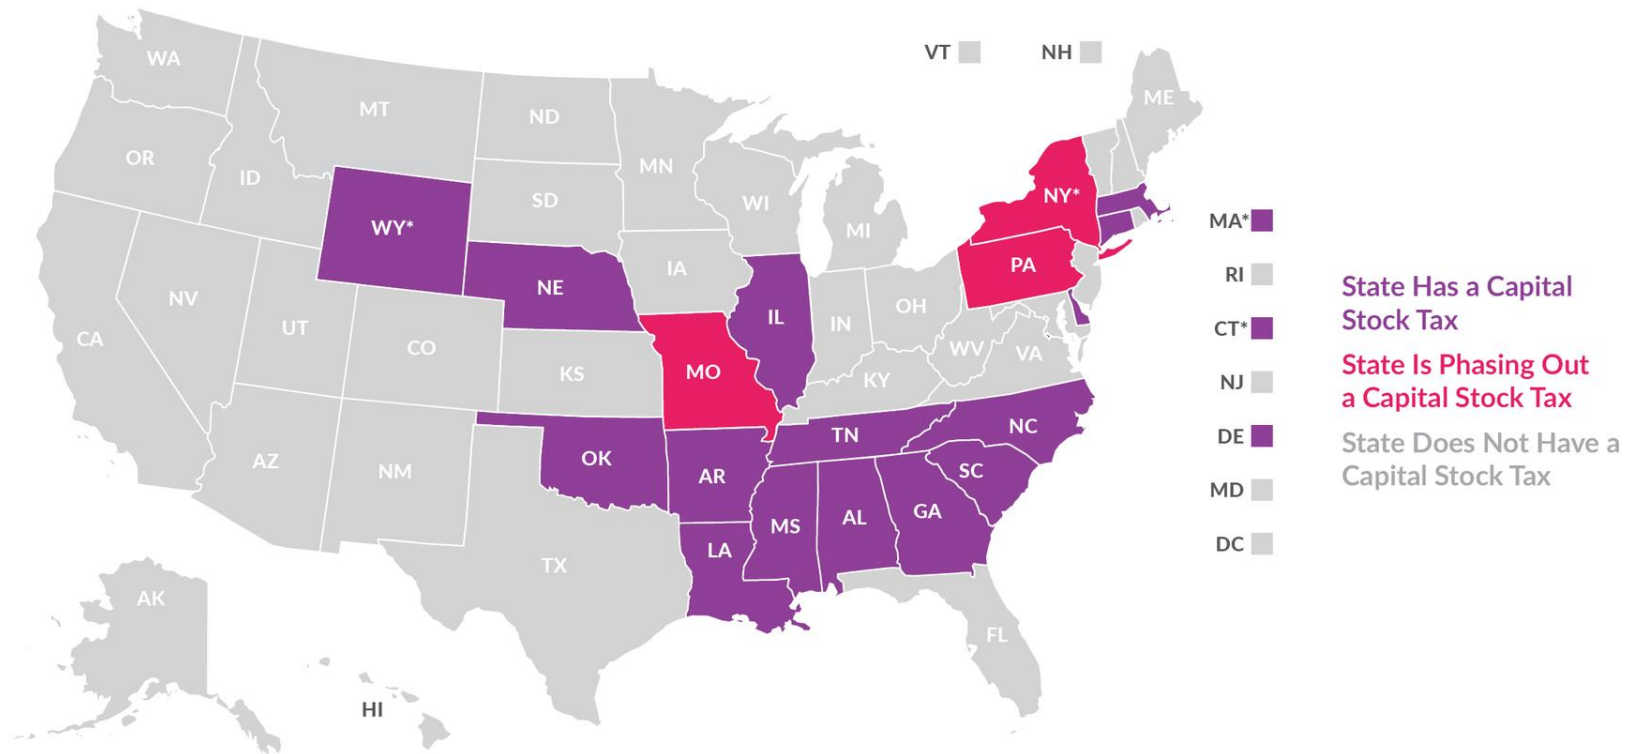 WA
MT
ND
MN
OR
ID
SD
WI
MI
WY*
VT
NH
ME
NY*
PA
IA
NE
NV
UT
CO
CA
KS
MO
IL
IN
OH
WV
VA
KY
AZ
NM
OK
AR
TN
NC
SC
MS
AL
GA
LA
TX
FL
AK
HI
MA*
RI
CT*
NJ
DE
MD
DC
State Has a Capital
Stock Tax
State Is Phasing Out
a Capital Stock Tax
State Does Not Have a
Capital Stock Tax